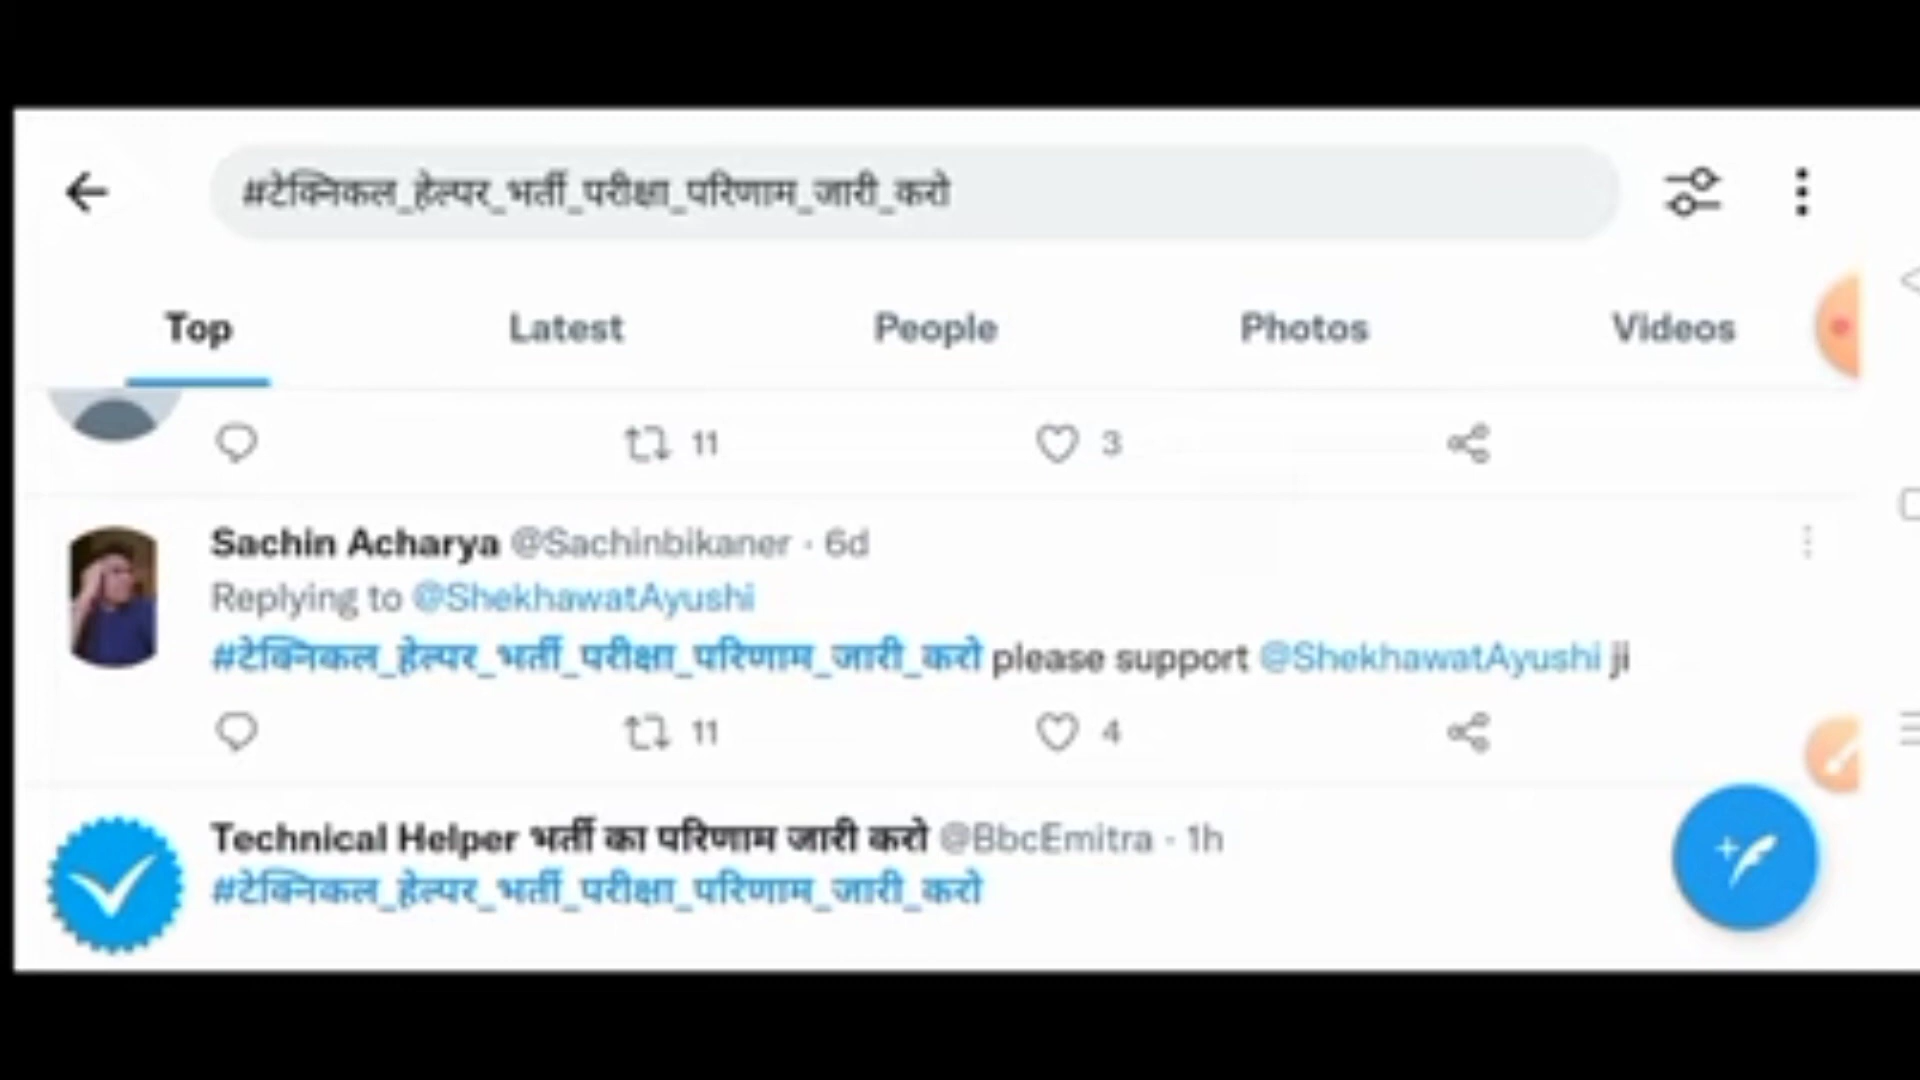 #टेक्निकल_हेल्पर_भर्ती_परीक्षा_परिणाम_जारी_करो
Top Latest People Photos Videos
11 3
Sachin Acharya @Sachinbikaner · 6d
Replying to @ShekhawatAyushi
#टेक्निकल_हेल्पर_भर्ती_परीक्षा_परिणाम_जारी_करो please support @ShekhawatAyushi ji
11 4
Technical Helper भर्ती का परिणाम जारी करो @BbcEmitra · 1h
#टेक्निकल_हेल्पर_भर्ती_परीक्षा_परिणाम_जारी_करो